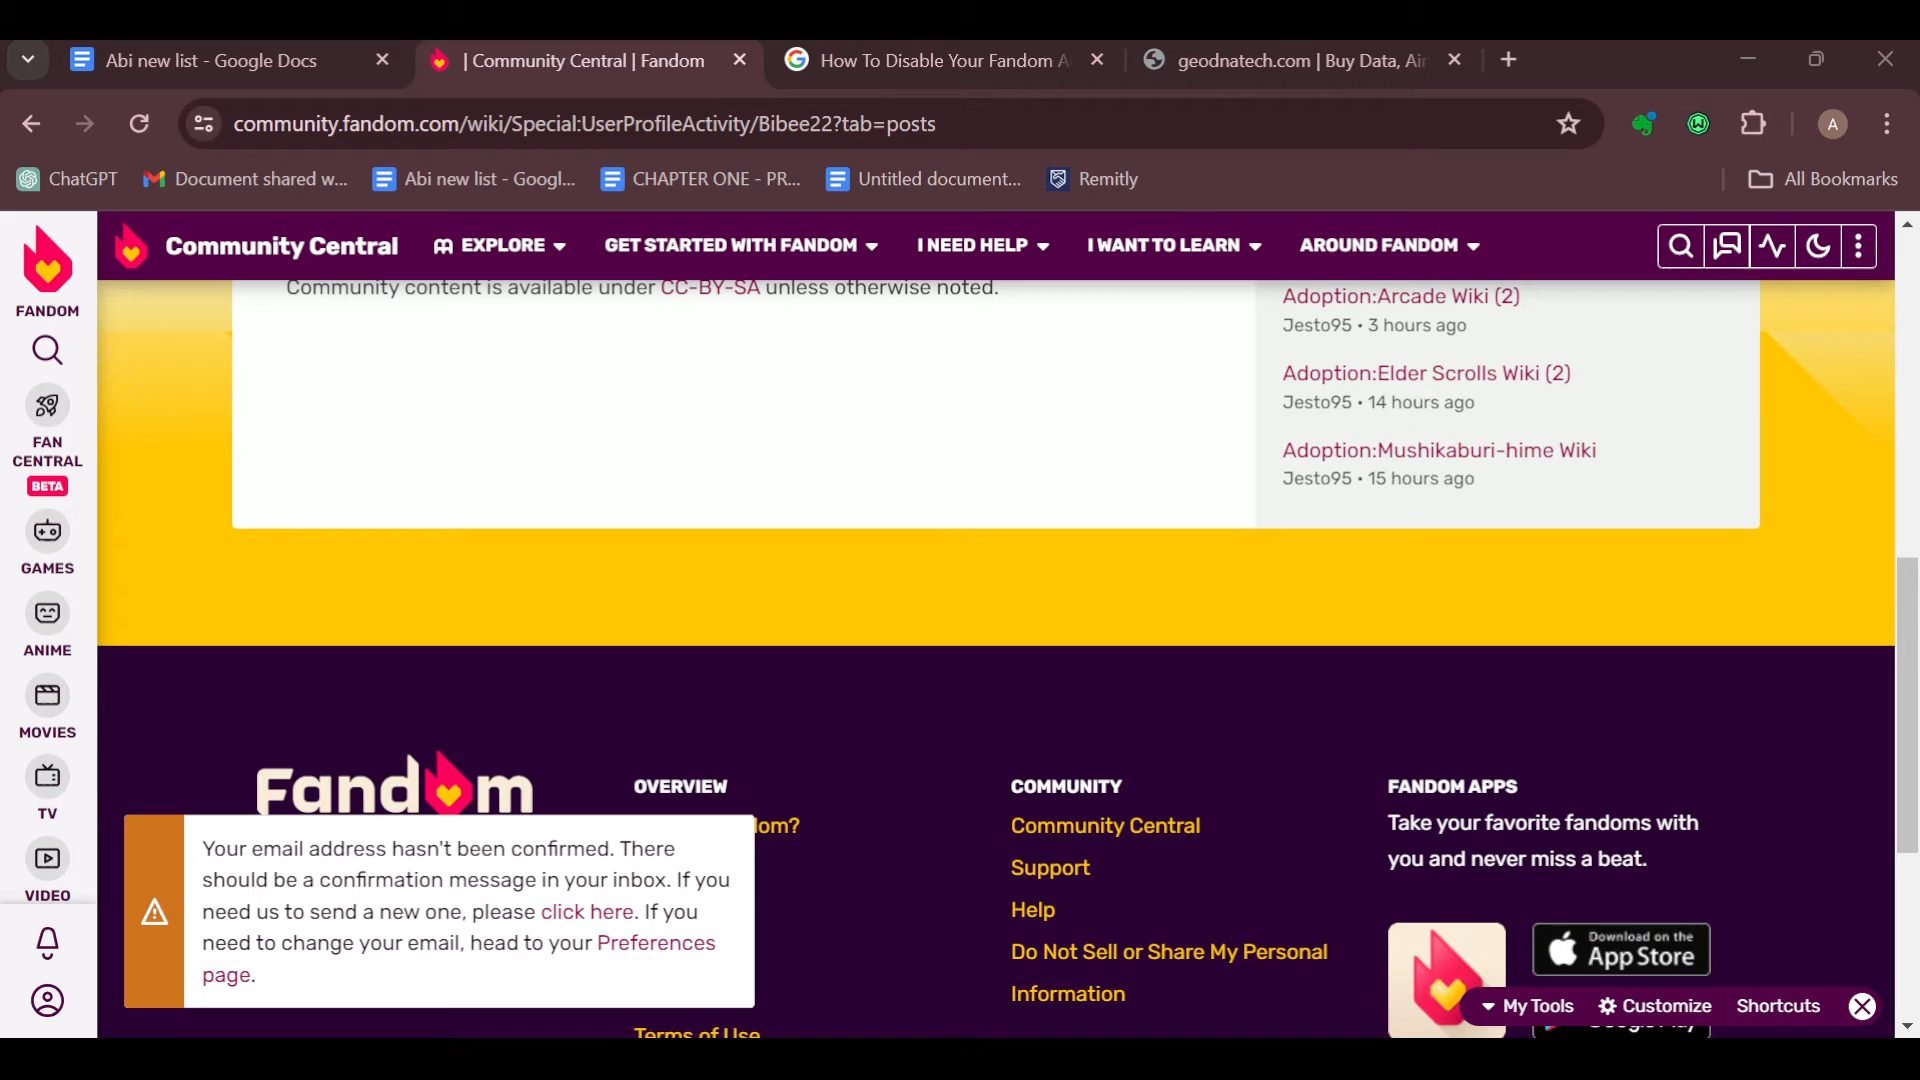 Abi new list - Google Docs
| Community Central | Fandom
How To Disable Your Fandom A
geodnatech.com | Buy Data, Air
community.fandom.com/wiki/Special:UserProfileActivity/Bibee22?tab=posts
A
ChatGPT
Document shared w...
Abi new list - Googl...
CHAPTER ONE - PR...
Untitled document...
Remitly
All Bookmarks
FANDOM
FAN
CENTRAL
BETA
GAMES
ANIME
MOVIES
TV
VIDEO
Community Central
EXPLORE
GET STARTED WITH FANDOM
I NEED HELP
I WANT TO LEARN
AROUND FANDOM
Community content is available under CC-BY-SA unless otherwise noted.
Adoption:Arcade Wiki (2)
Jesto95 • 3 hours ago
Adoption:Elder Scrolls Wiki (2)
Jesto95 • 14 hours ago
Adoption:Mushikaburi-hime Wiki
Jesto95 • 15 hours ago
Fandom
Your email address hasn't been confirmed. There
should be a confirmation message in your inbox. If you
need us to send a new one, please click here. If you
need to change your email, head to your Preferences
page.
OVERVIEW
dom?
Terms of Use
COMMUNITY
Community Central
Support
Help
Do Not Sell or Share My Personal
Information
FANDOM APPS
Take your favorite fandoms with
you and never miss a beat.
Download on the
App Store
Google Play
My Tools
Customize
Shortcuts